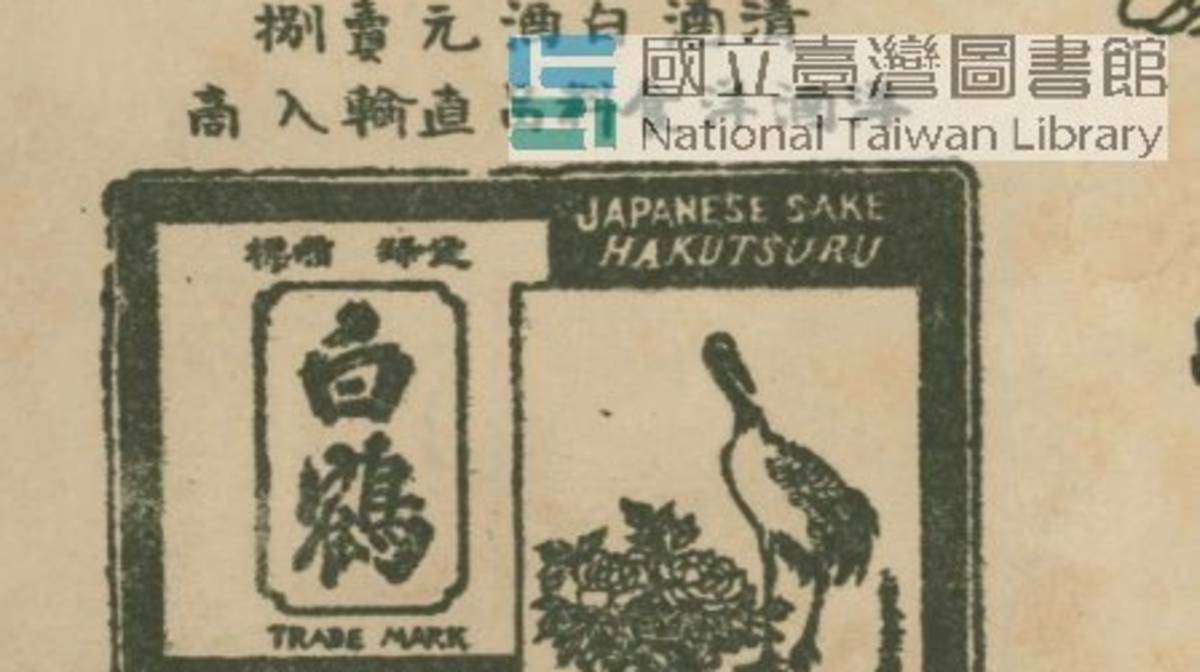 清酒白酒元賣捌
直輸入商
國立臺灣圖書館
National Taiwan Library
JAPANESE SAKE
HAKUTSURU
登録 商標
白鶴
TRADE MARK